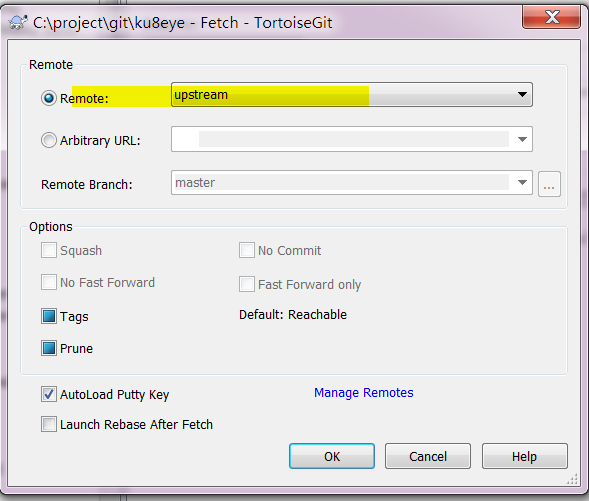 C:\project\git\ku8eye - Fetch - TortoiseGit
Remote
Remote: upstream
Arbitrary URL:
Remote Branch: master ...
Options
Squash No Commit
No Fast Forward Fast Forward only
Tags Default: Reachable
Prune
AutoLoad Putty Key Manage Remotes
Launch Rebase After Fetch
OK Cancel Help